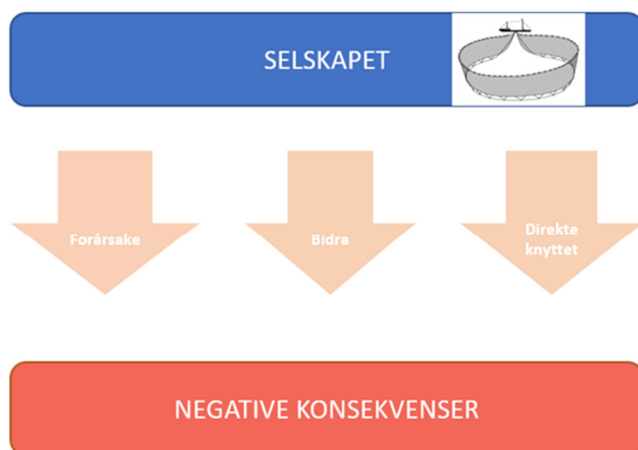 SELSKAPET
Forårsake
Bidra
Direkte
knyttet
NEGATIVE KONSEKVENSER